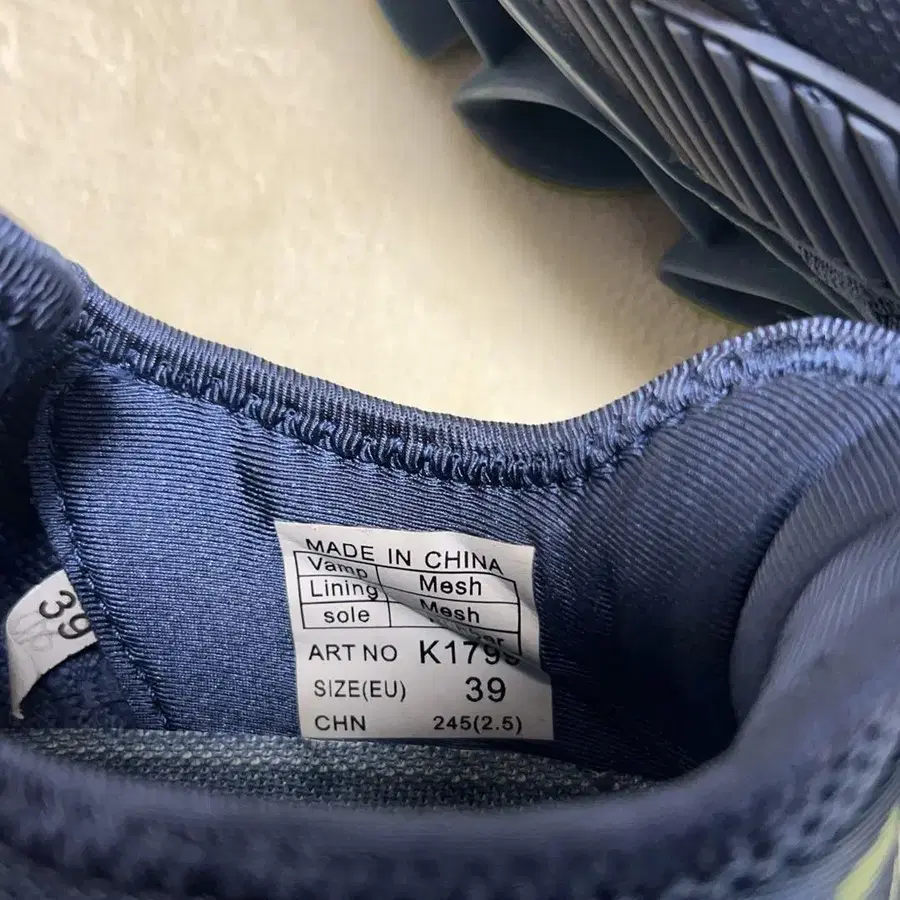 MADE IN CHINA
Vamp Mesh
Lining Mesh
sole
ART NO K179
SIZE(EU) 39
CHN 245(2.5)
39